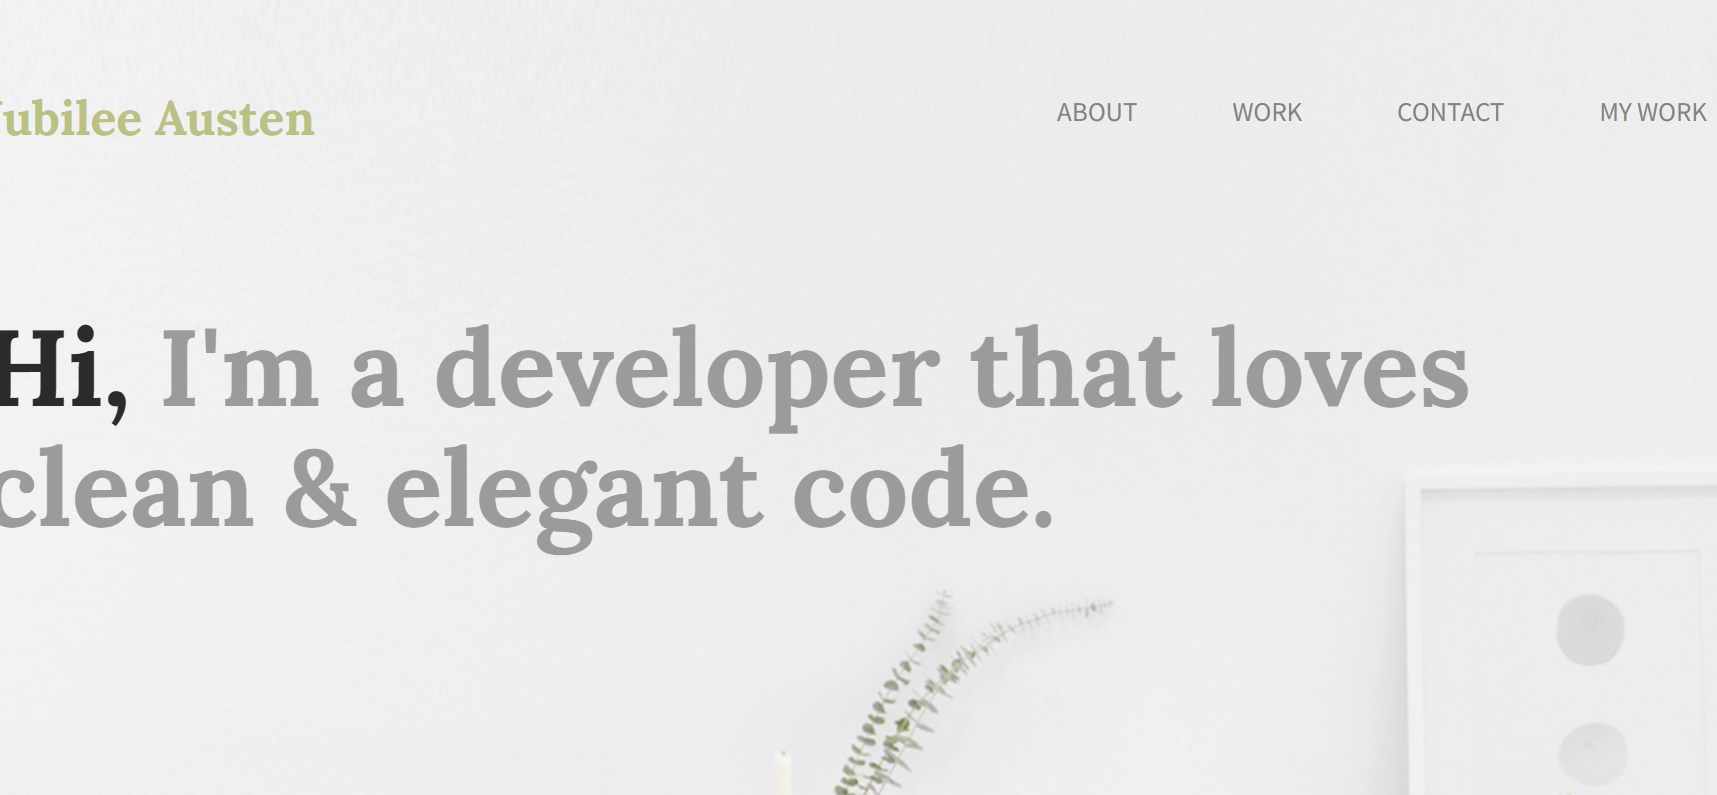 Jubilee Austen
ABOUT WORK CONTACT MY WORK
Hi, I'm a developer that loves
clean & elegant code.